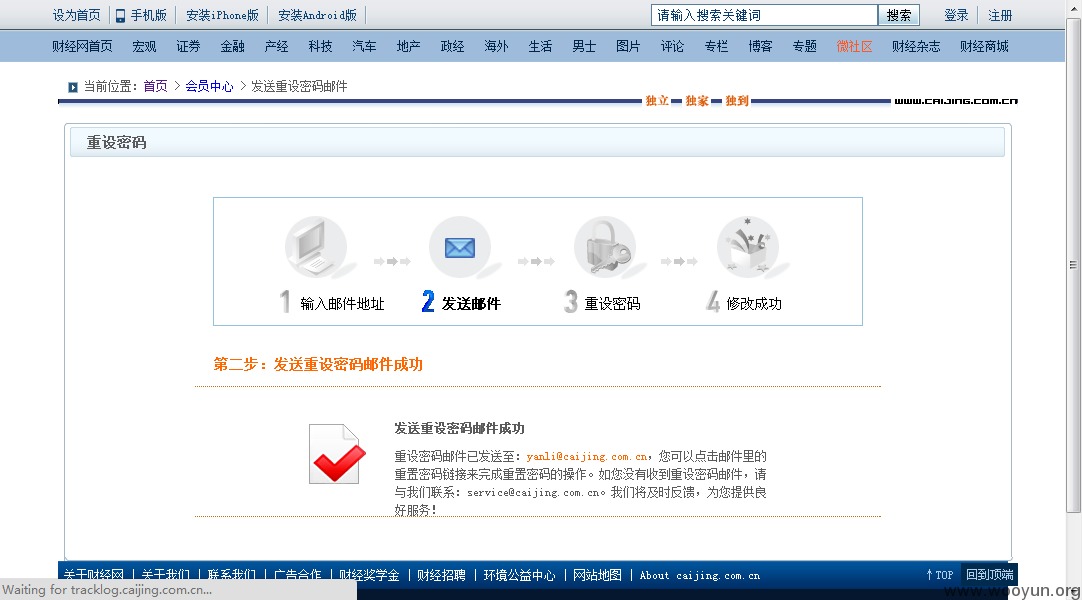 设为首页 手机版 安装iPhone版 安装Android版 请输入搜索关键词 搜索 登录 注册
财经网首页 宏观 证券 金融 产经 科技 汽车 地产 政经 海外 生活 男士 图片 评论 专栏 博客 专题 微社区 财经杂志 财经商城
当前位置：首页 > 会员中心 > 发送重设密码邮件
独立 独家 独到 www.caijing.com.cn
重设密码
1 输入邮件地址 2 发送邮件 3 重设密码 4 修改成功
第二步：发送重设密码邮件成功
发送重设密码邮件成功
重设密码邮件已发送至：yanli@caijing.com.cn，您可以点击邮件里的
重置密码链接来完成重置密码的操作。如您没有收到重设密码邮件，请
与我们联系：service@caijing.com.cn。我们将及时反馈，为您提供良
好服务！
关于财经网 | 关于我们 | 联系我们 | 广告合作 | 财经奖学金 | 财经招聘 | 环境公益中心 | 网站地图 | About caijing.com.cn ↑TOP 回到顶端
Waiting for tracklog.caijing.com.cn...
www.wooyun.org